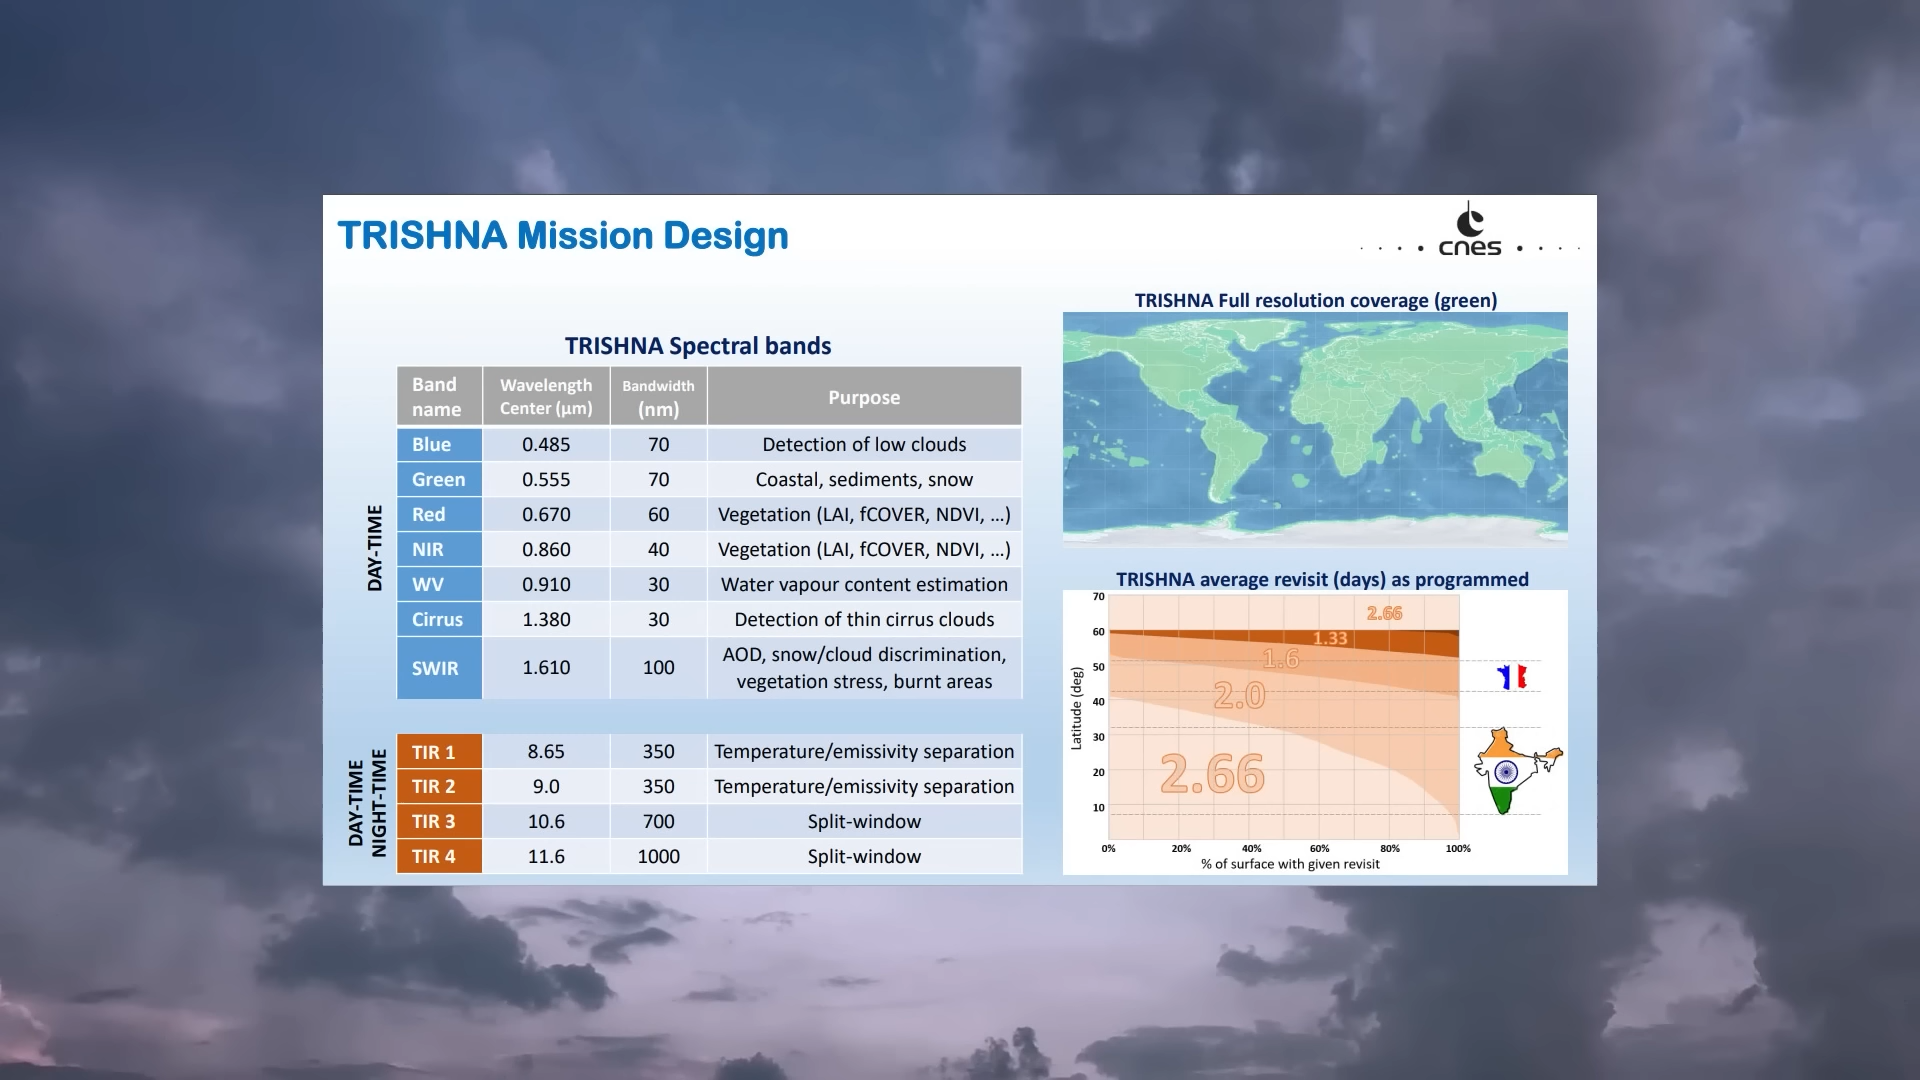 TRISHNA Mission Design
cnes
TRISHNA Spectral bands
Band name Wavelength Center (µm) Bandwidth (nm) Purpose
DAY-TIME
Blue 0.485 70 Detection of low clouds
Green 0.555 70 Coastal, sediments, snow
Red 0.670 60 Vegetation (LAI, fCOVER, NDVI, ...)
NIR 0.860 40 Vegetation (LAI, fCOVER, NDVI, ...)
WV 0.910 30 Water vapour content estimation
Cirrus 1.380 30 Detection of thin cirrus clouds
SWIR 1.610 100 AOD, snow/cloud discrimination,
vegetation stress, burnt areas
DAY-TIME
NIGHT-TIME
TIR 1 8.65 350 Temperature/emissivity separation
TIR 2 9.0 350 Temperature/emissivity separation
TIR 3 10.6 700 Split-window
TIR 4 11.6 1000 Split-window
TRISHNA Full resolution coverage (green)
TRISHNA average revisit (days) as programmed
Latitude (deg)
70
60
50
40
30
20
10
2.66
1.33
1.6
2.0
2.66
0% 20% 40% 60% 80% 100%
% of surface with given revisit